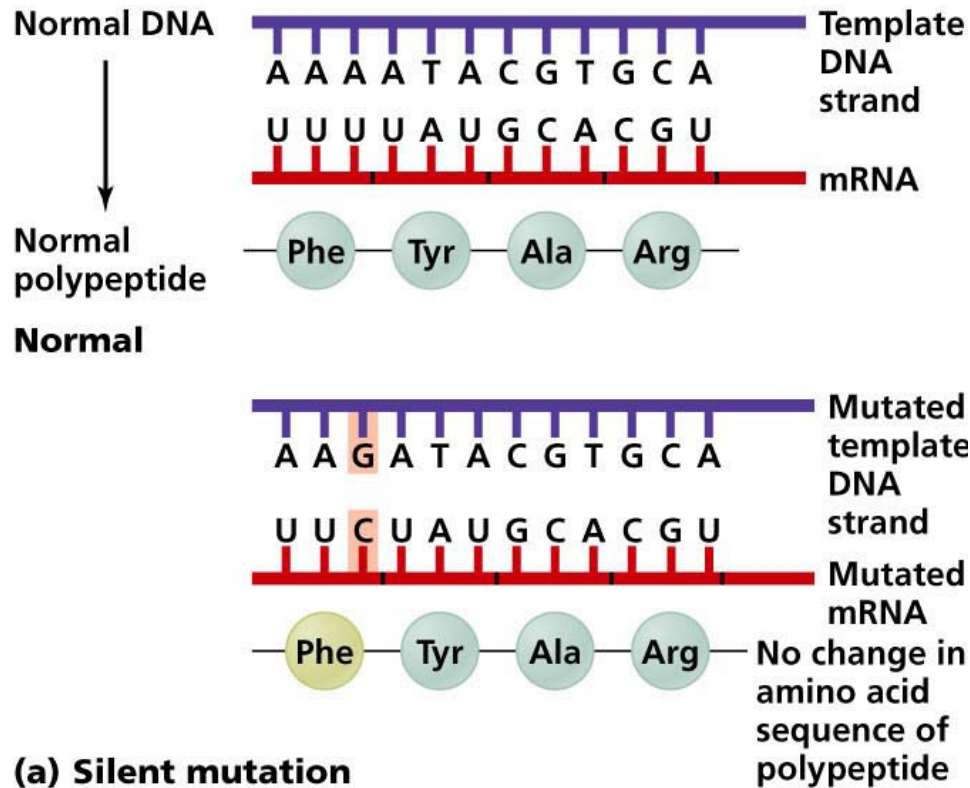 Normal DNA
Template
DNA
strand
A A A A T A C G T G C A
U U U U A U G C A C G U
mRNA
Normal
polypeptide
Phe Tyr Ala Arg
Normal
Mutated
template
DNA
strand
A A G A T A C G T G C A
U U C U A U G C A C G U
Mutated
mRNA
Phe Tyr Ala Arg
No change in
amino acid
sequence of
polypeptide
(a) Silent mutation